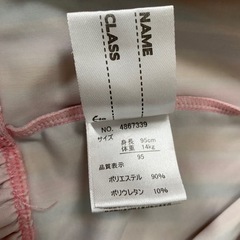 NAME
CLASS
NO. 4867339
サイズ
身長 95cm
体重 14kg
95
品質表示
ポリエステル 90%
ポリウレタン 10%